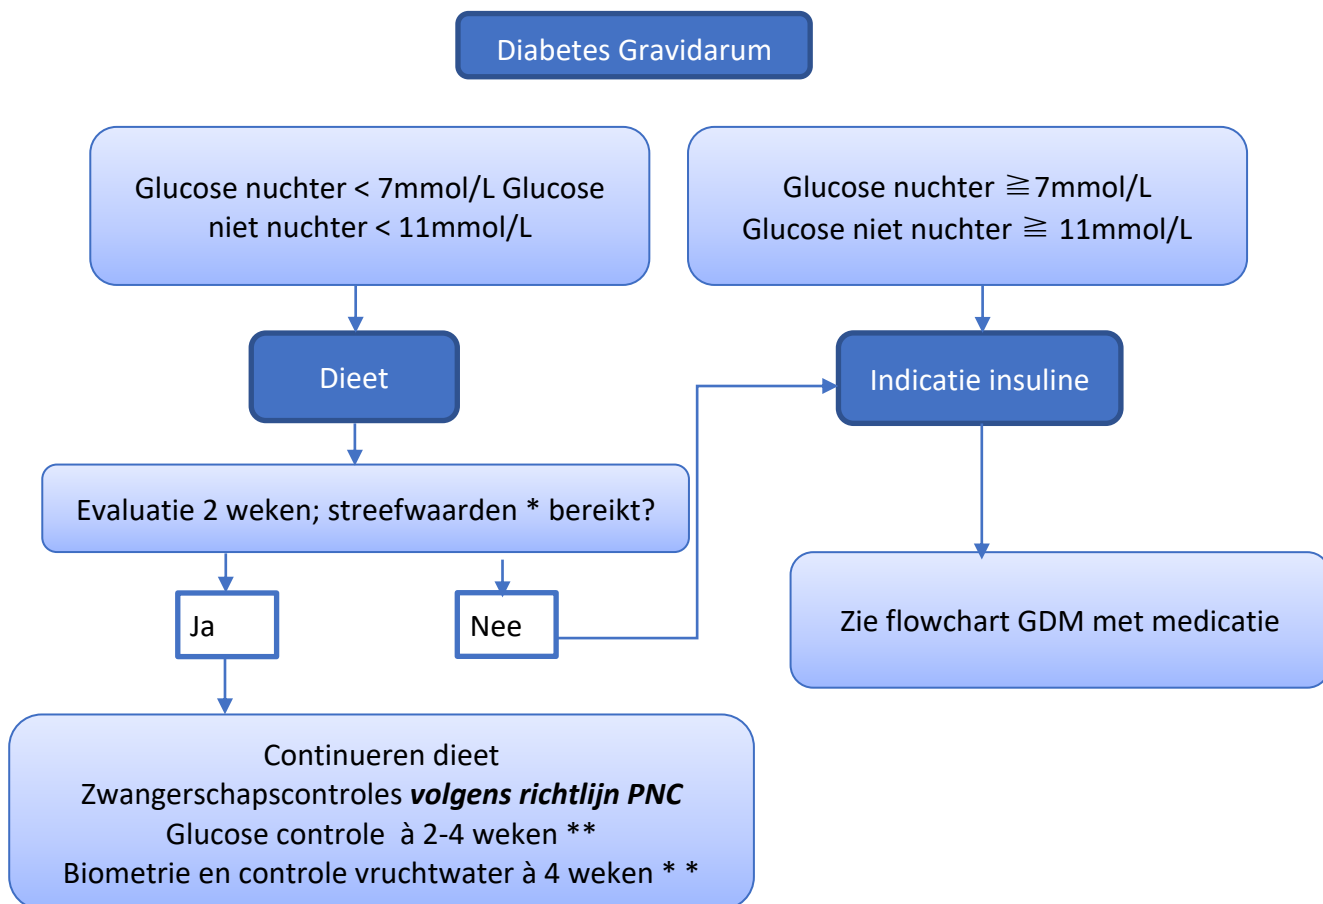 Diabetes Gravidarum
Glucose nuchter < 7mmol/L Glucose
niet nuchter < 11mmol/L
Glucose nuchter ≧7mmol/L
Glucose niet nuchter ≧ 11mmol/L
Dieet
Indicatie insuline
Evaluatie 2 weken; streefwaarden * bereikt?
Ja
Nee
Zie flowchart GDM met medicatie
Continueren dieet
Zwangerschapscontroles volgens richtlijn PNC
Glucose controle à 2-4 weken **
Biometrie en controle vruchtwater à 4 weken * *